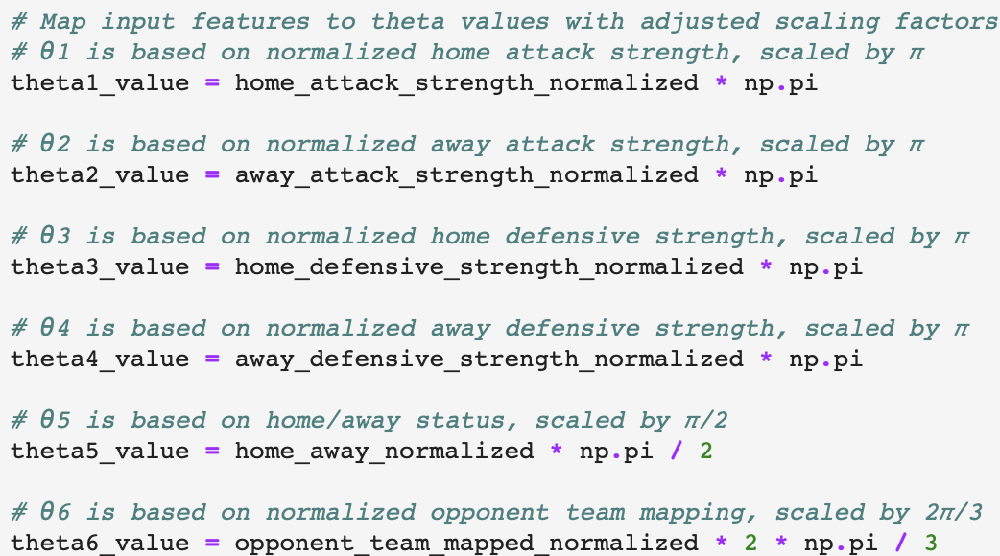 # Map input features to theta values with adjusted scaling factors
# θ1 is based on normalized home attack strength, scaled by π
theta1_value = home_attack_strength_normalized * np.pi
# θ2 is based on normalized away attack strength, scaled by π
theta2_value = away_attack_strength_normalized * np.pi
# θ3 is based on normalized home defensive strength, scaled by π
theta3_value = home_defensive_strength_normalized * np.pi
# θ4 is based on normalized away defensive strength, scaled by π
theta4_value = away_defensive_strength_normalized * np.pi
# θ5 is based on home/away status, scaled by π/2
theta5_value = home_away_normalized * np.pi / 2
# θ6 is based on normalized opponent team mapping, scaled by 2π/3
theta6_value = opponent_team_mapped_normalized * 2 * np.pi / 3